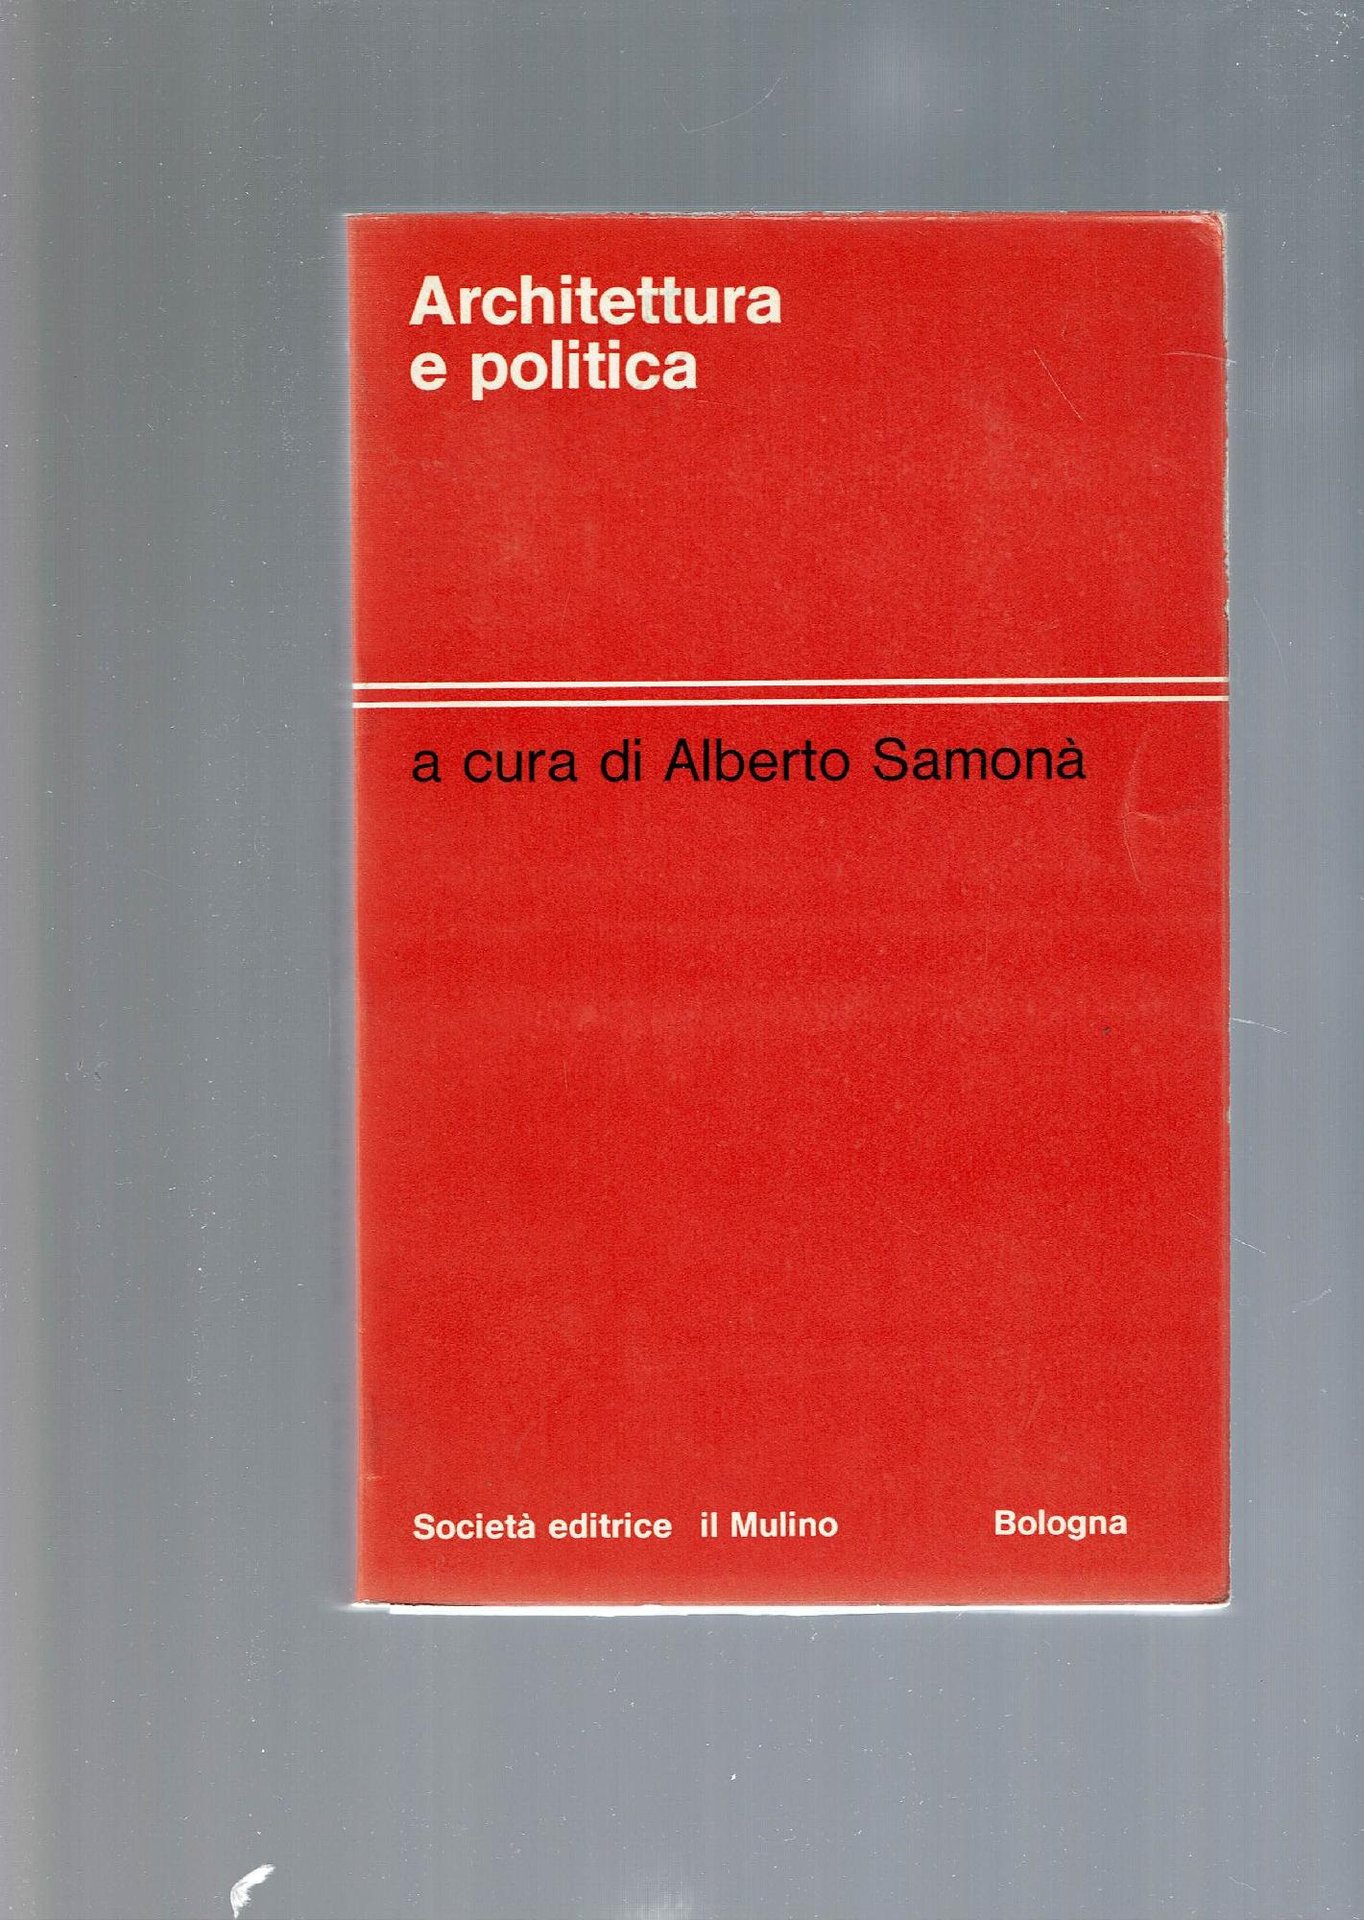 Architettura
e politica
a cura di Alberto Samonà
Società editrice il Mulino Bologna